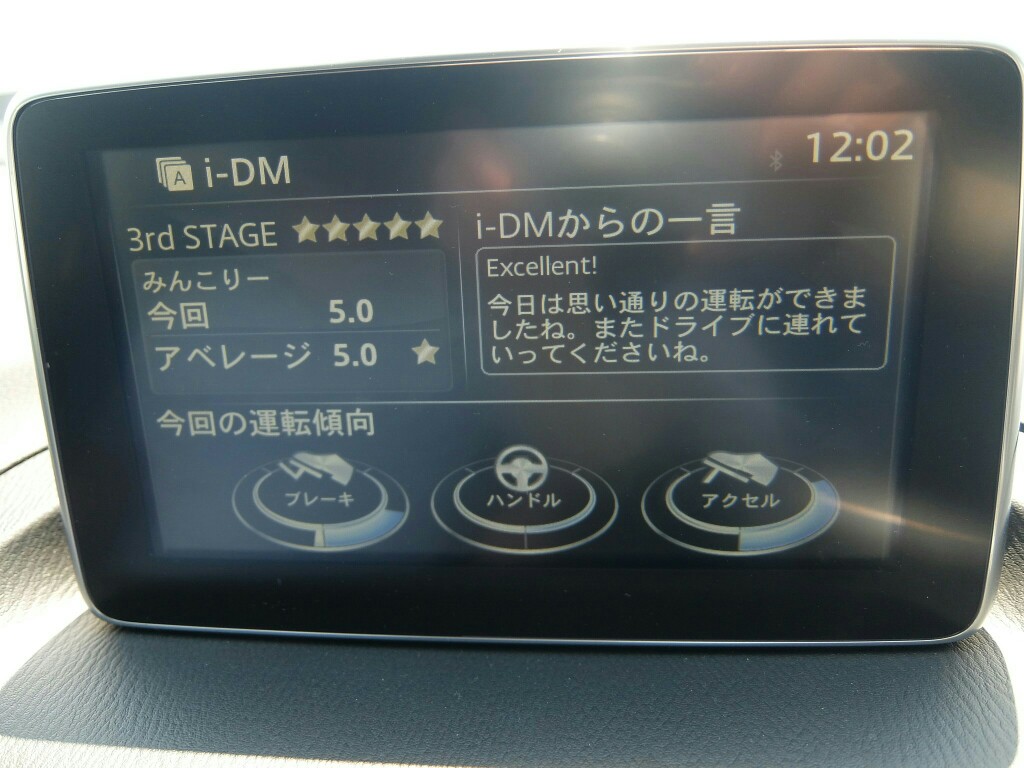 A i-DM
12:02
3rd STAGE
みんこりー
今回 5.0
アベレージ 5.0
i-DMからの一言
Excellent!
今日は思い通りの運転ができま
したね。またドライブに連れて
いってくださいね。
今回の運転傾向
ブレーキ
ハンドル
アクセル